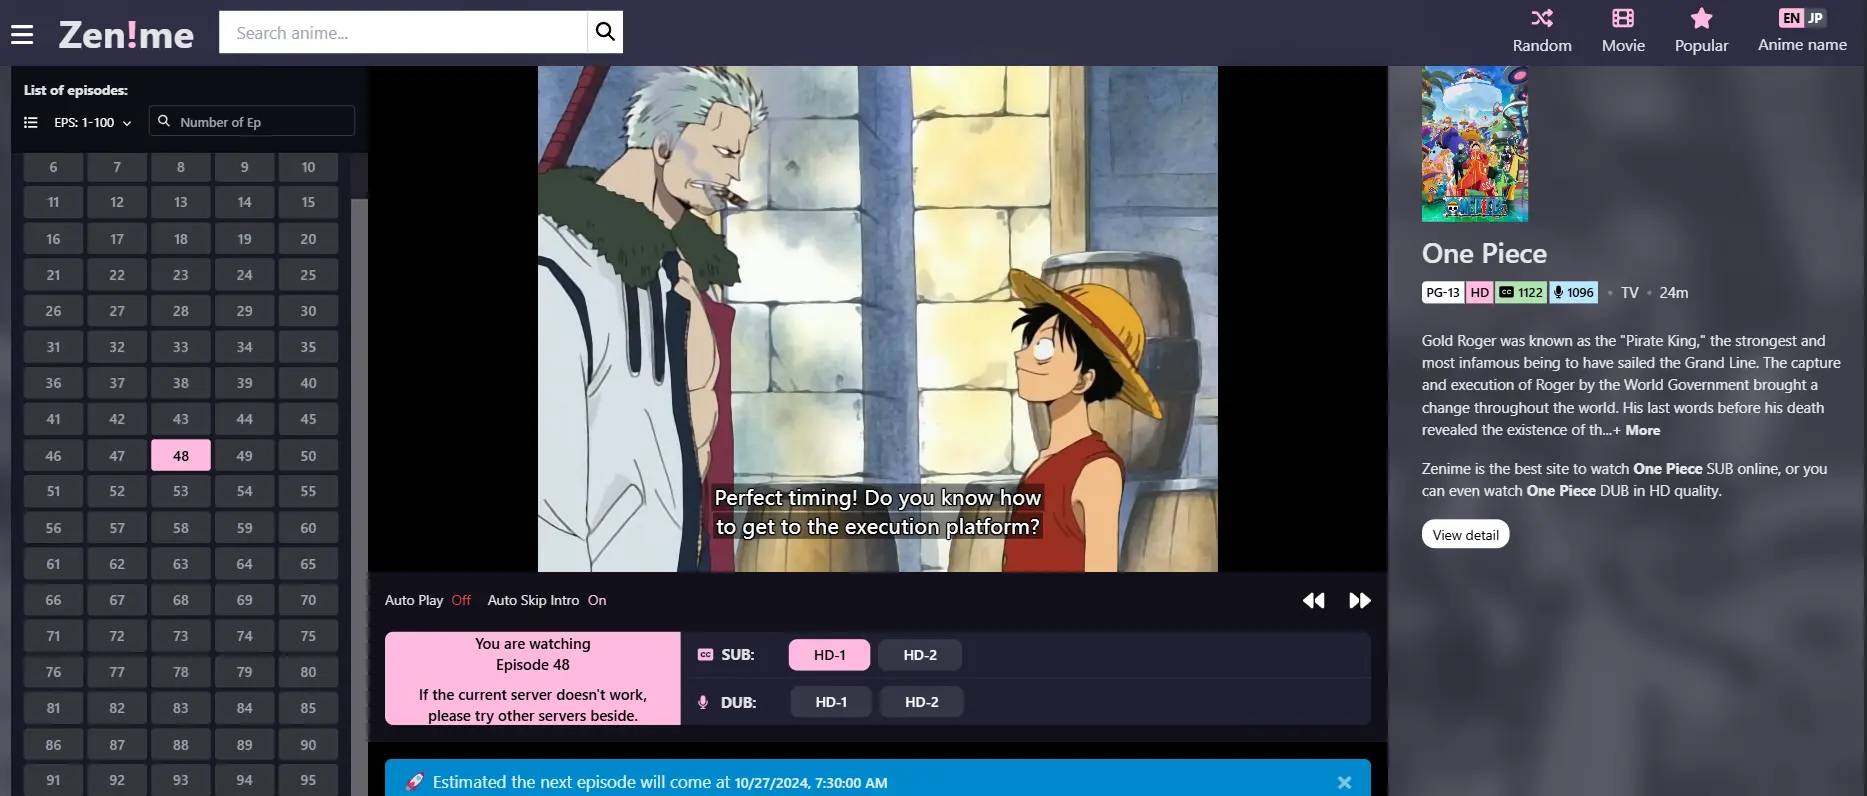 Zen!me
Search anime...
Random
Movie
Popular
EN JP
Anime name
List of episodes:
EPS: 1-100
Number of Ep
6 7 8 9 10
11 12 13 14 15
16 17 18 19 20
21 22 23 24 25
26 27 28 29 30
31 32 33 34 35
36 37 38 39 40
41 42 43 44 45
46 47 48 49 50
51 52 53 54 55
56 57 58 59 60
61 62 63 64 65
66 67 68 69 70
71 72 73 74 75
76 77 78 79 80
81 82 83 84 85
86 87 88 89 90
91 92 93 94 95
Perfect timing! Do you know how
to get to the execution platform?
Auto Play Off Auto Skip Intro On
You are watching
Episode 48
If the current server doesn't work,
please try other servers beside.
CC SUB: HD-1 HD-2
DUB: HD-1 HD-2
Estimated the next episode will come at 10/27/2024, 7:30:00 AM
ONE PIECE
One Piece
PG-13 HD CC 1122 1096 • TV • 24m
Gold Roger was known as the "Pirate King," the strongest and
most infamous being to have sailed the Grand Line. The capture
and execution of Roger by the World Government brought a
change throughout the world. His last words before his death
revealed the existence of th...+ More
Zenime is the best site to watch One Piece SUB online, or you
can even watch One Piece DUB in HD quality.
View detail